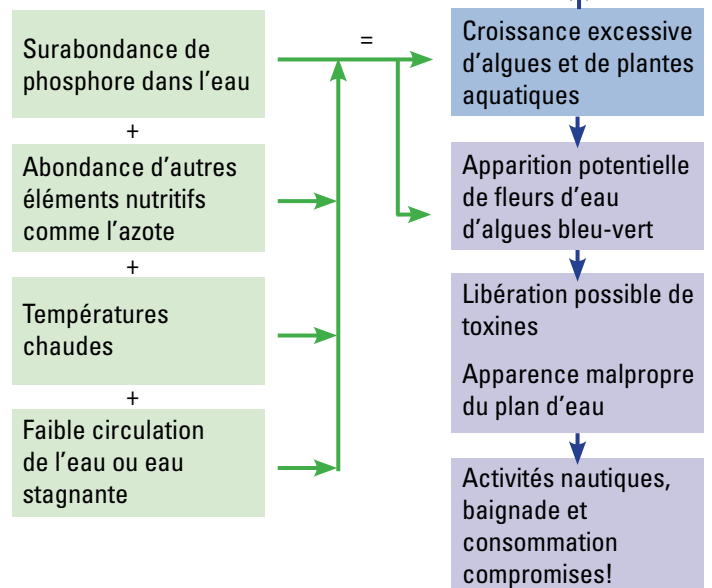 Surabondance de
phosphore dans l'eau
+
Abondance d'autres
éléments nutritifs
comme l'azote
+
Températures
chaudes
+
Faible circulation
de l'eau ou eau
stagnante
=
Croissance excessive
d'algues et de plantes
aquatiques
Apparition potentielle
de fleurs d'eau
d'algues bleu-vert
Libération possible de
toxines
Apparence malpropre
du plan d'eau
Activités nautiques,
baignade et
consommation
compromises!